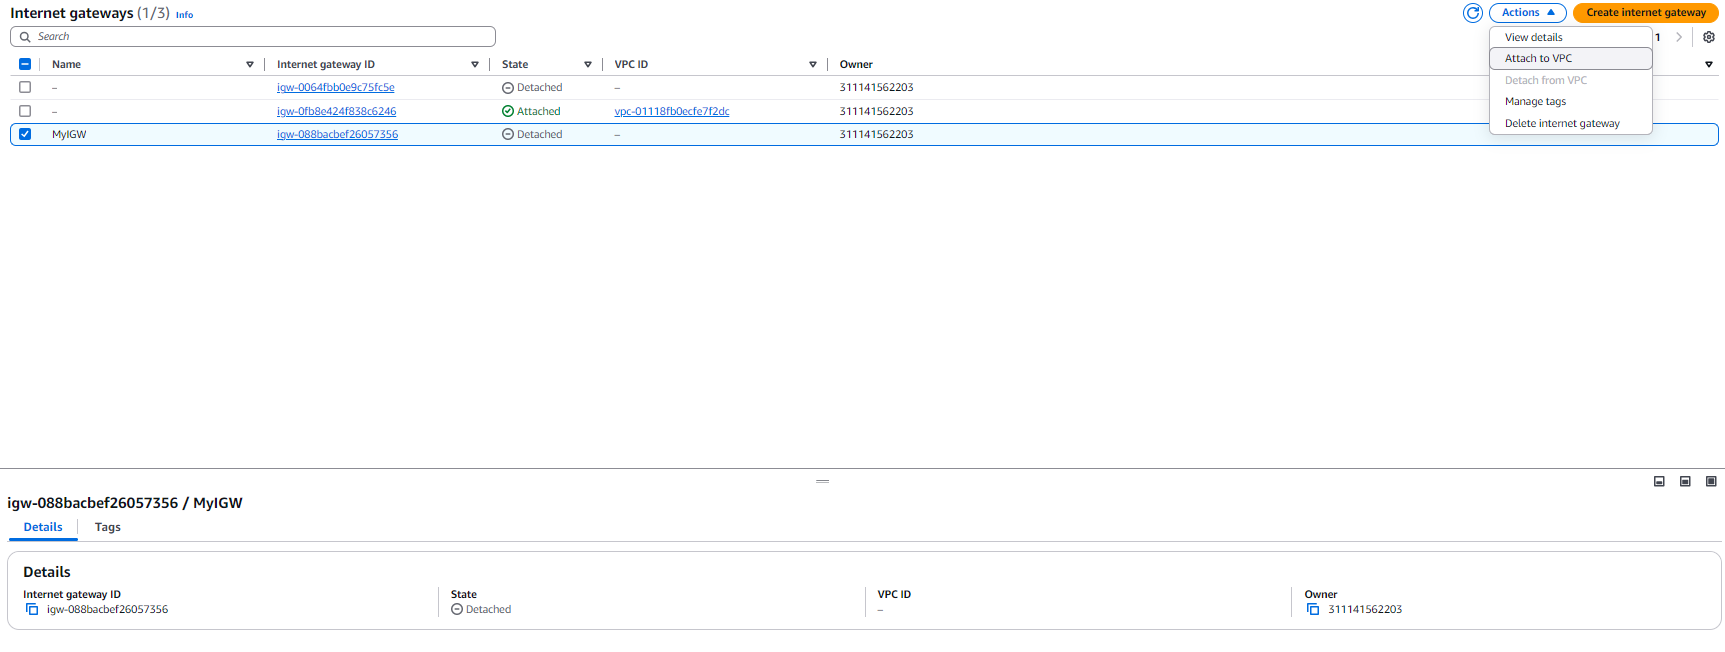 Internet gateways (1/3) Info
Actions
Create internet gateway
Search
1
View details
Attach to VPC
Detach from VPC
Manage tags
Delete internet gateway
Name Internet gateway ID State VPC ID Owner
– igw-0064fbb0e9c75fc5e Detached – 311141562203
– igw-0fb8e424f838c6246 Attached vpc-01118fb0ecfe7f2dc 311141562203
MyIGW igw-088bacbef26057356 Detached – 311141562203
igw-088bacbef26057356 / MyIGW
Details Tags
Details
Internet gateway ID State VPC ID Owner
igw-088bacbef26057356 Detached – 311141562203